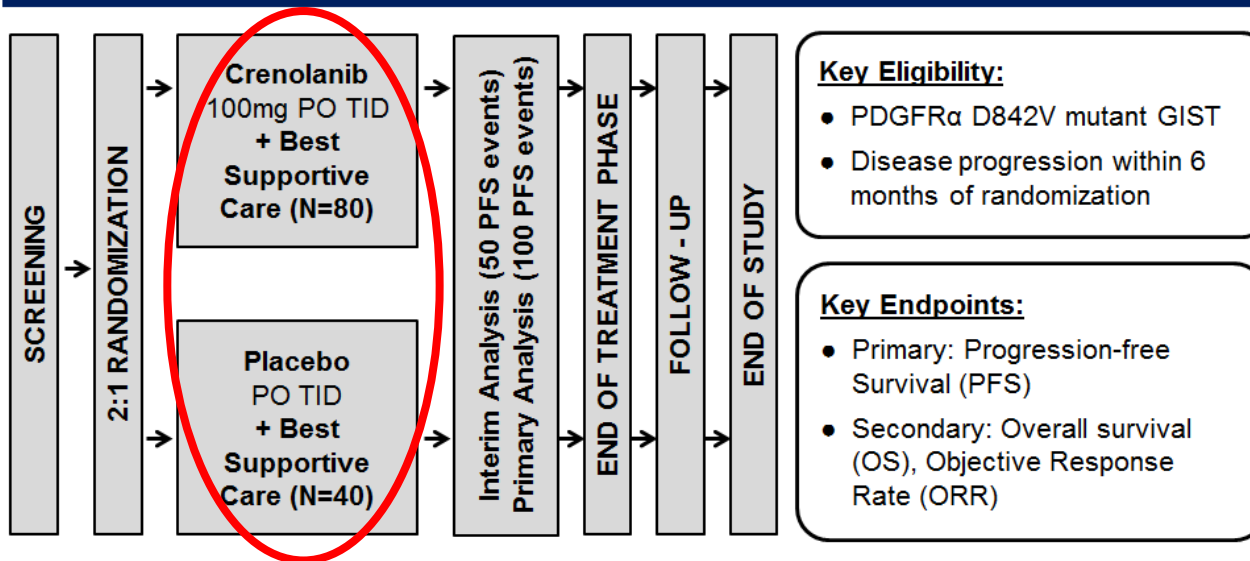 SCREENING
2:1 RANDOMIZATION
Crenolanib
100mg PO TID
+ Best
Supportive
Care (N=80)
Placebo
PO TID
+ Best
Supportive
Care (N=40)
Interim Analysis (50 PFS events)
Primary Analysis (100 PFS events)
END OF TREATMENT PHASE
FOLLOW - UP
END OF STUDY
Key Eligibility:
● PDGFRα D842V mutant GIST
● Disease progression within 6
months of randomization
Key Endpoints:
● Primary: Progression-free
Survival (PFS)
● Secondary: Overall survival
(OS), Objective Response
Rate (ORR)